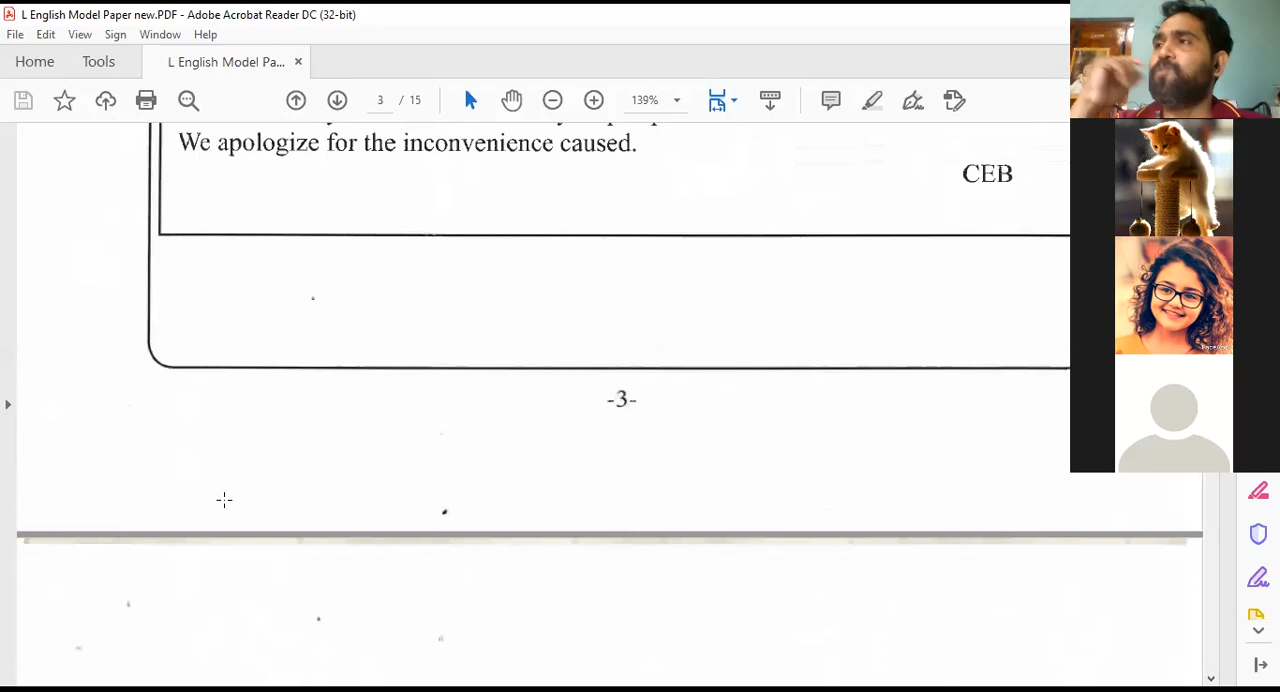 L English Model Paper new.PDF - Adobe Acrobat Reader DC (32-bit)
File Edit View Sign Window Help
Home Tools L English Model Pa... ×
3 / 15 139%
We apologize for the inconvenience caused.
CEB
-3-